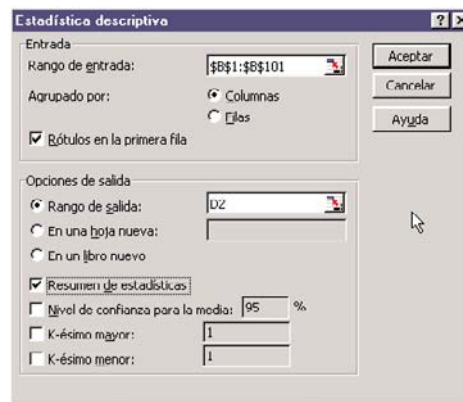 Estadística descriptiva
Entrada
Rango de entrada: $B$1:$B$101
Agrupado por: Columnas
Filas
Rótulos en la primera fila
Aceptar
Cancelar
Ayuda
Opciones de salida
Rango de salida: D2
En una hoja nueva:
En un libro nuevo
Resumen de estadísticas
Nivel de confianza para la media: 95 %
K-ésimo mayor: 1
K-ésimo menor: 1